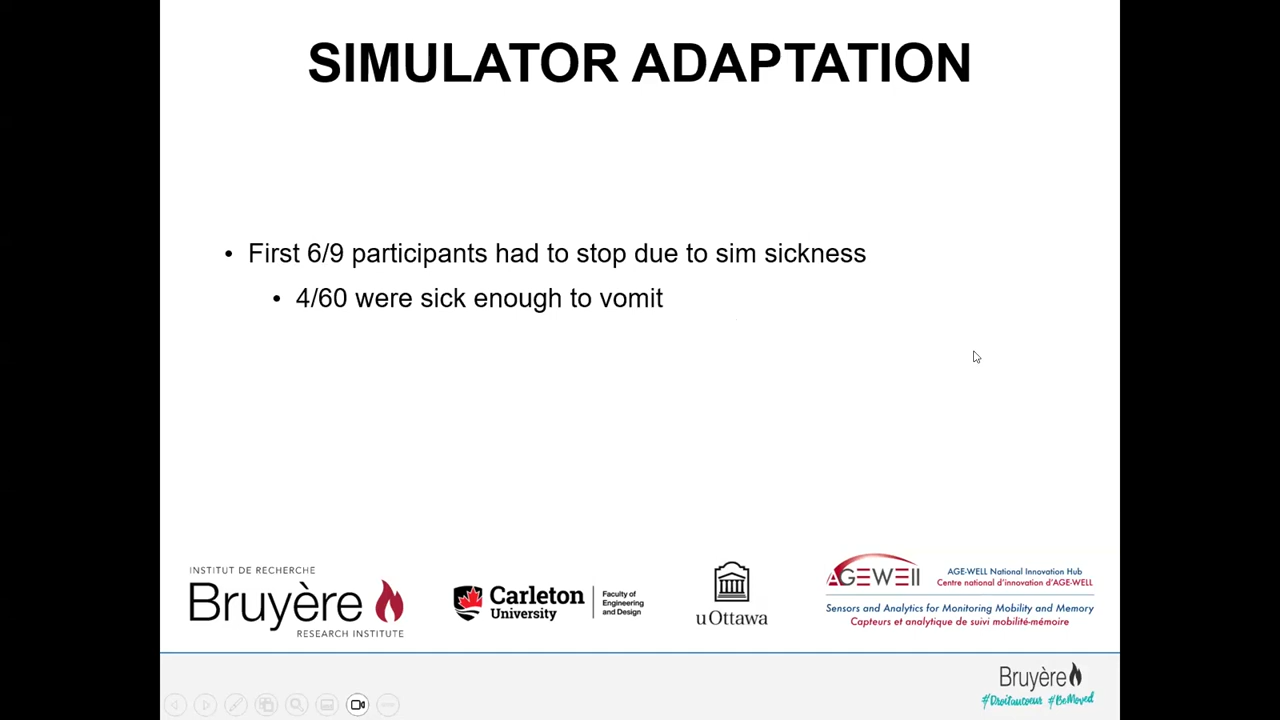 SIMULATOR ADAPTATION
• First 6/9 participants had to stop due to sim sickness
• 4/60 were sick enough to vomit
INSTITUT DE RECHERCHE
Bruyère
RESEARCH INSTITUTE
Carleton
University
Faculty of
Engineering
and Design
uOttawa
AGEWELL
AGE-WELL National Innovation Hub
Centre national d'innovation d'AGE-WELL
Sensors and Analytics for Monitoring Mobility and Memory
Capteurs et analytique de suivi mobilité-mémoire
Bruyère
#Droitaucoeur #BeMoved